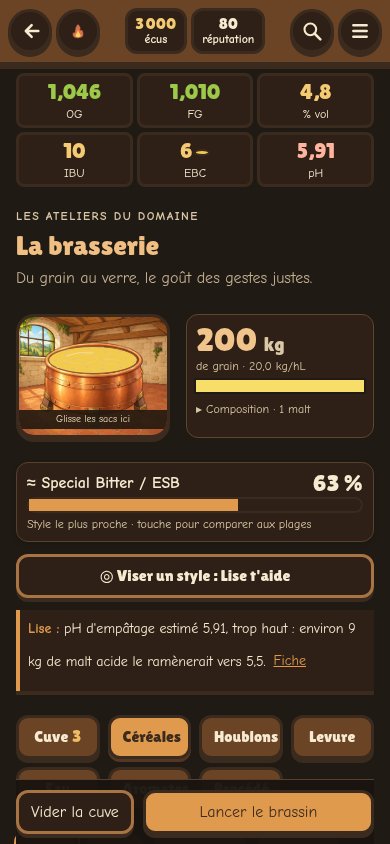 3 000
écus
80
réputation
1,046
OG
1,010
FG
4,8
% vol
10
IBU
6
EBC
5,91
pH
LES ATELIERS DU DOMAINE
La brasserie
Du grain au verre, le goût des gestes justes.
Glisse les sacs ici
200 kg
de grain · 20,0 kg/hL
▸ Composition · 1 malt
≈ Special Bitter / ESB
63 %
Style le plus proche · touche pour comparer aux plages
◎ Viser un style : Lise t'aide
Lise : pH d'empâtage estimé 5,91, trop haut : environ 9
kg de malt acide le ramènerait vers 5,5. Fiche
Cuve 3
Céréales
Houblons
Levure
Vider la cuve
Lancer le brassin